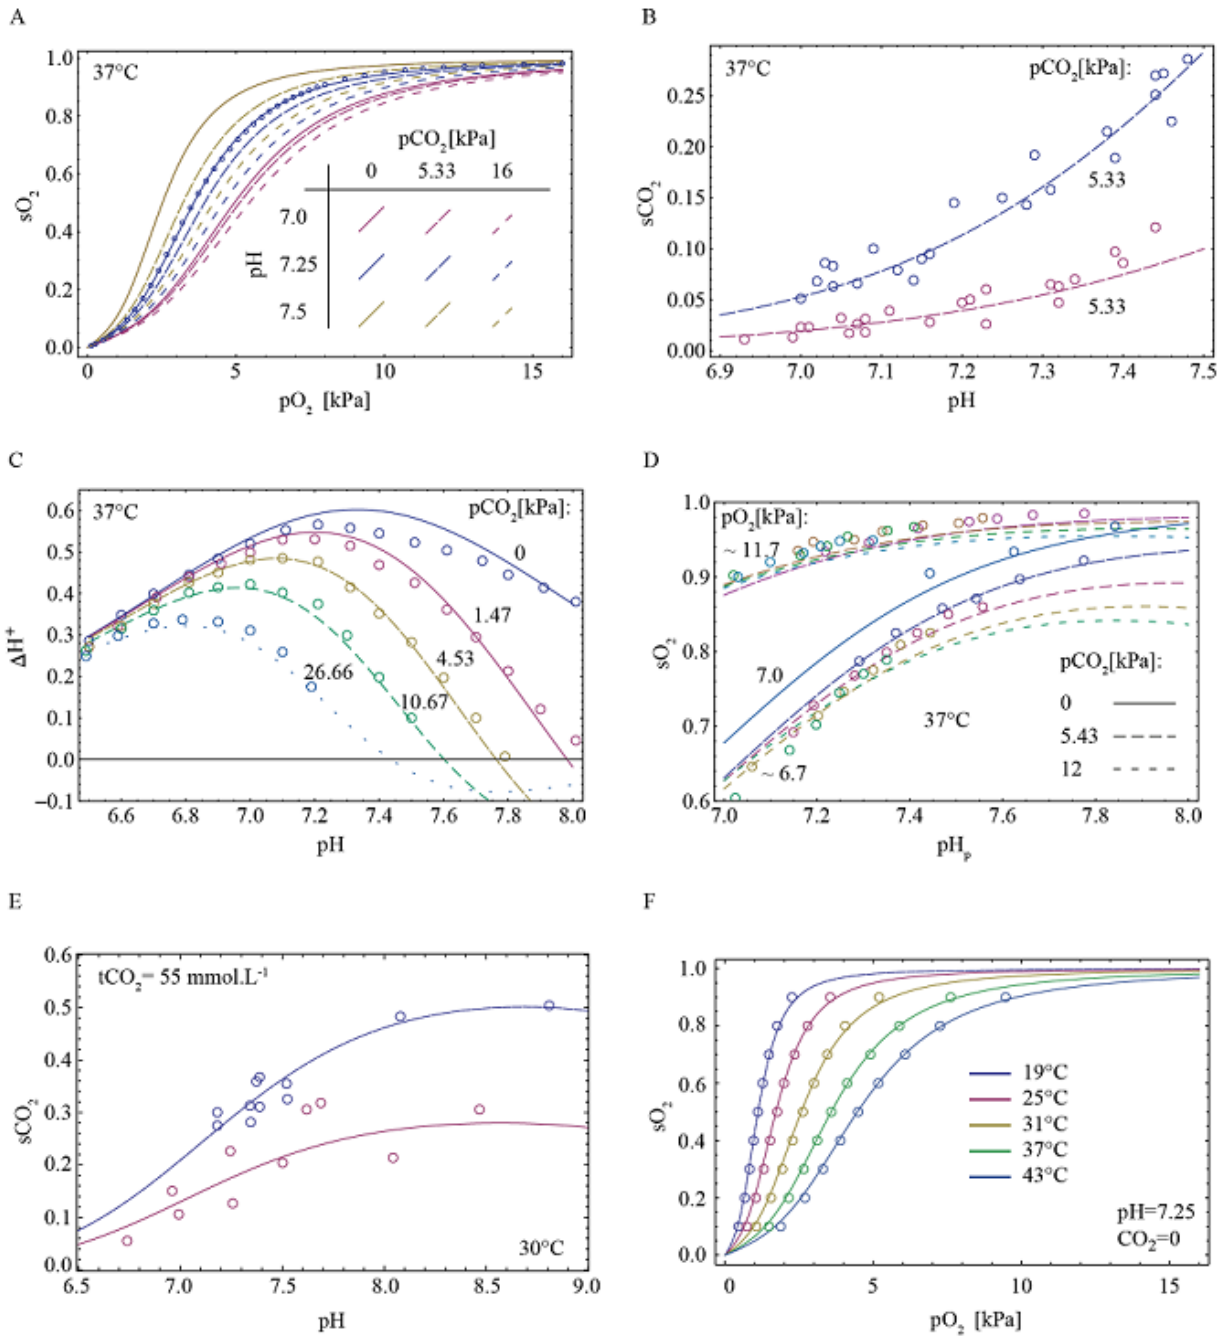 A
37°C
1.0
0.8
0.6
0.4
0.2
0.0
sO2
0 5 10 15
pO2 [kPa]
pCO2[kPa]
0 5.33 16
pH
7.0
7.25
7.5
B
37°C
pCO2[kPa]:
0.25
0.20
0.15
0.10
0.05
0.00
sCO2
5.33
5.33
6.9 7.0 7.1 7.2 7.3 7.4 7.5
pH
C
37°C
pCO2[kPa]:
0.6
0.5
0.4
0.3
0.2
0.1
0.0
−0.1
ΔH+
0
1.47
4.53
10.67
26.66
6.6 6.8 7.0 7.2 7.4 7.6 7.8 8.0
pH
D
pO2[kPa]:
~ 11.7
7.0
~ 6.7
37°C
pCO2[kPa]:
0
5.43
12
1.0
0.9
0.8
0.7
0.6
sO2
7.0 7.2 7.4 7.6 7.8 8.0
pHp
E
tCO2= 55 mmol.L-1
0.6
0.5
0.4
0.3
0.2
0.1
0.0
sCO2
30°C
6.5 7.0 7.5 8.0 8.5 9.0
pH
F
1.0
0.8
0.6
0.4
0.2
0.0
sO2
19°C
25°C
31°C
37°C
43°C
pH=7.25
CO2=0
0 5 10 15
pO2 [kPa]